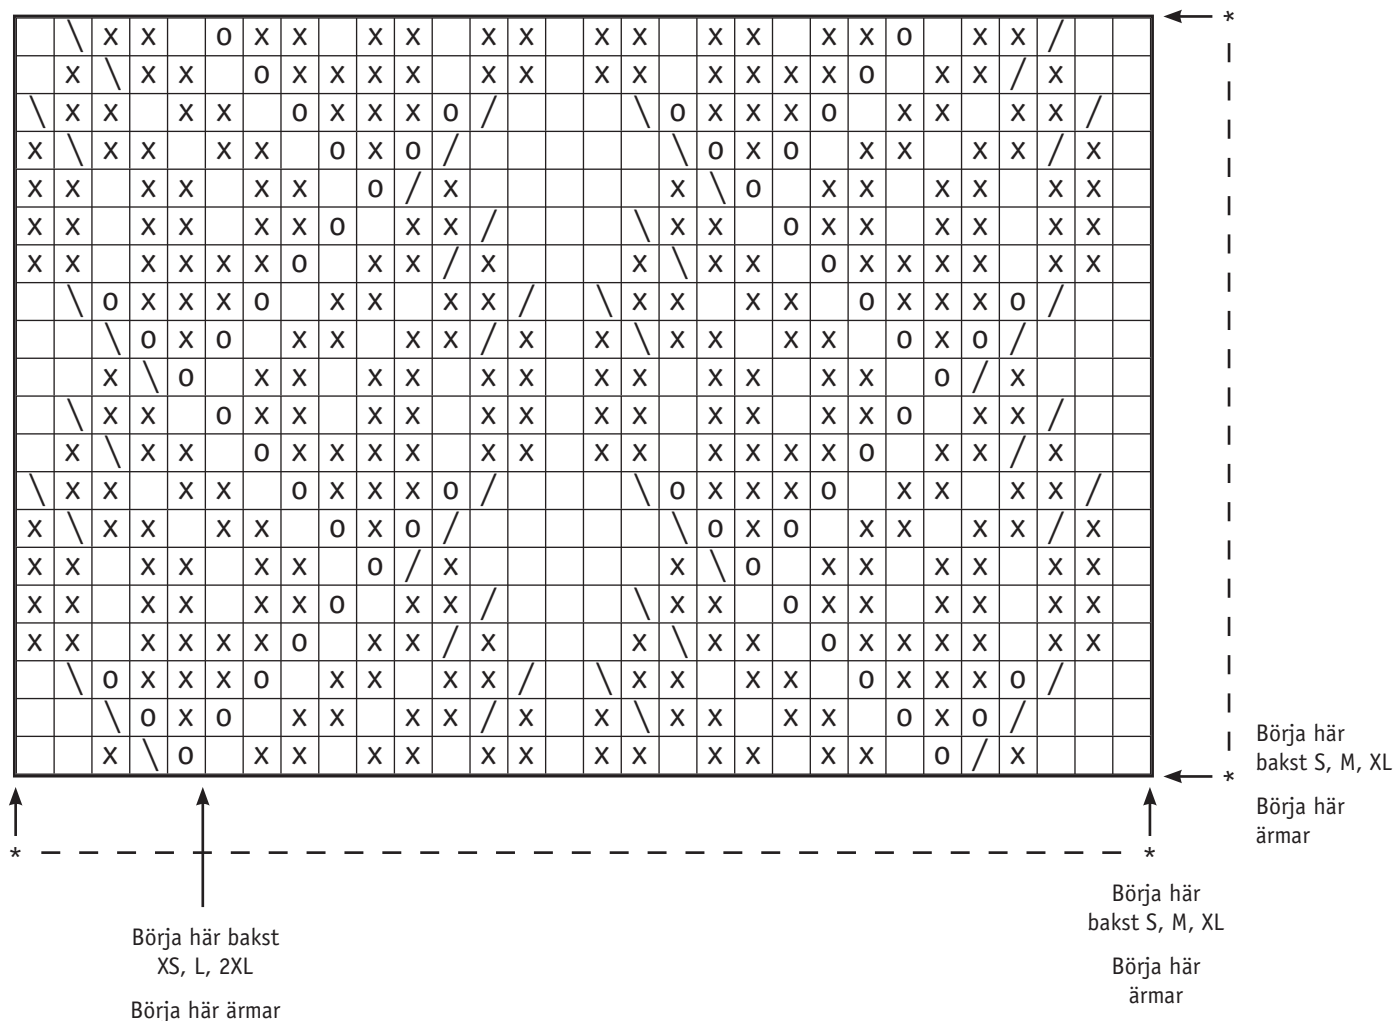 \ x x o x x x x x x x x x x x x o x x / *
x \ x x o x x x x x x x x x x x x o x x / x
\ x x x x o x x x o / \ o x x x o x x x x /
x \ x x x x o x o / \ o x o x x x x / x
x x x x x x o / x x \ o x x x x x x
x x x x x x o x x / \ x x o x x x x x x
x x x x x x o x x / x x \ x x o x x x x x x
\ o x x x o x x x x / \ x x x x o x x x o /
\ o x o x x x x / x x \ x x x x o x o /
x \ o x x x x x x x x x x x x o / x
\ x x o x x x x x x x x x x x x o x x /
x \ x x o x x x x x x x x x x x x o x x / x
\ x x x x o x x x o / \ o x x x o x x x x /
x \ x x x x o x o / \ o x o x x x x / x
x x x x x x o / x x \ o x x x x x x
x x x x x x o x x / \ x x o x x x x x x
x x x x x x o x x / x x \ x x o x x x x x x
\ o x x x o x x x x / \ x x x x o x x x o /
\ o x o x x x x / x x \ x x x x o x o /
x \ o x x x x x x x x x x x x o / x *
Börja här
bakst S, M, XL
Börja här
ärmar
* *
Börja här bakst
XS, L, 2XL
Börja här ärmar
Börja här
bakst S, M, XL
Börja här
ärmar